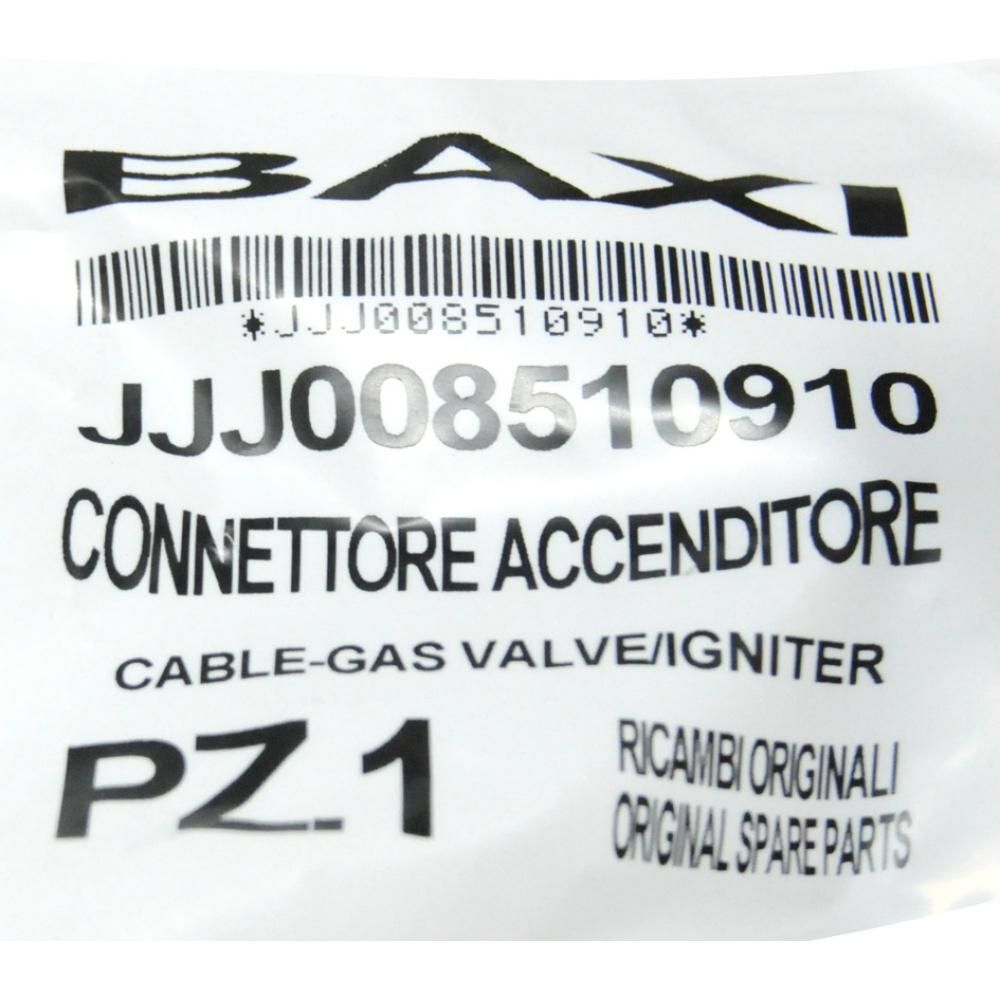 BAXI
*JJJ008510910*
JJJ008510910
CONNETTORE ACCENDITORE
CABLE-GAS VALVE/IGNITER
PZ.1
RICAMBI ORIGINALI
ORIGINAL SPARE PARTS